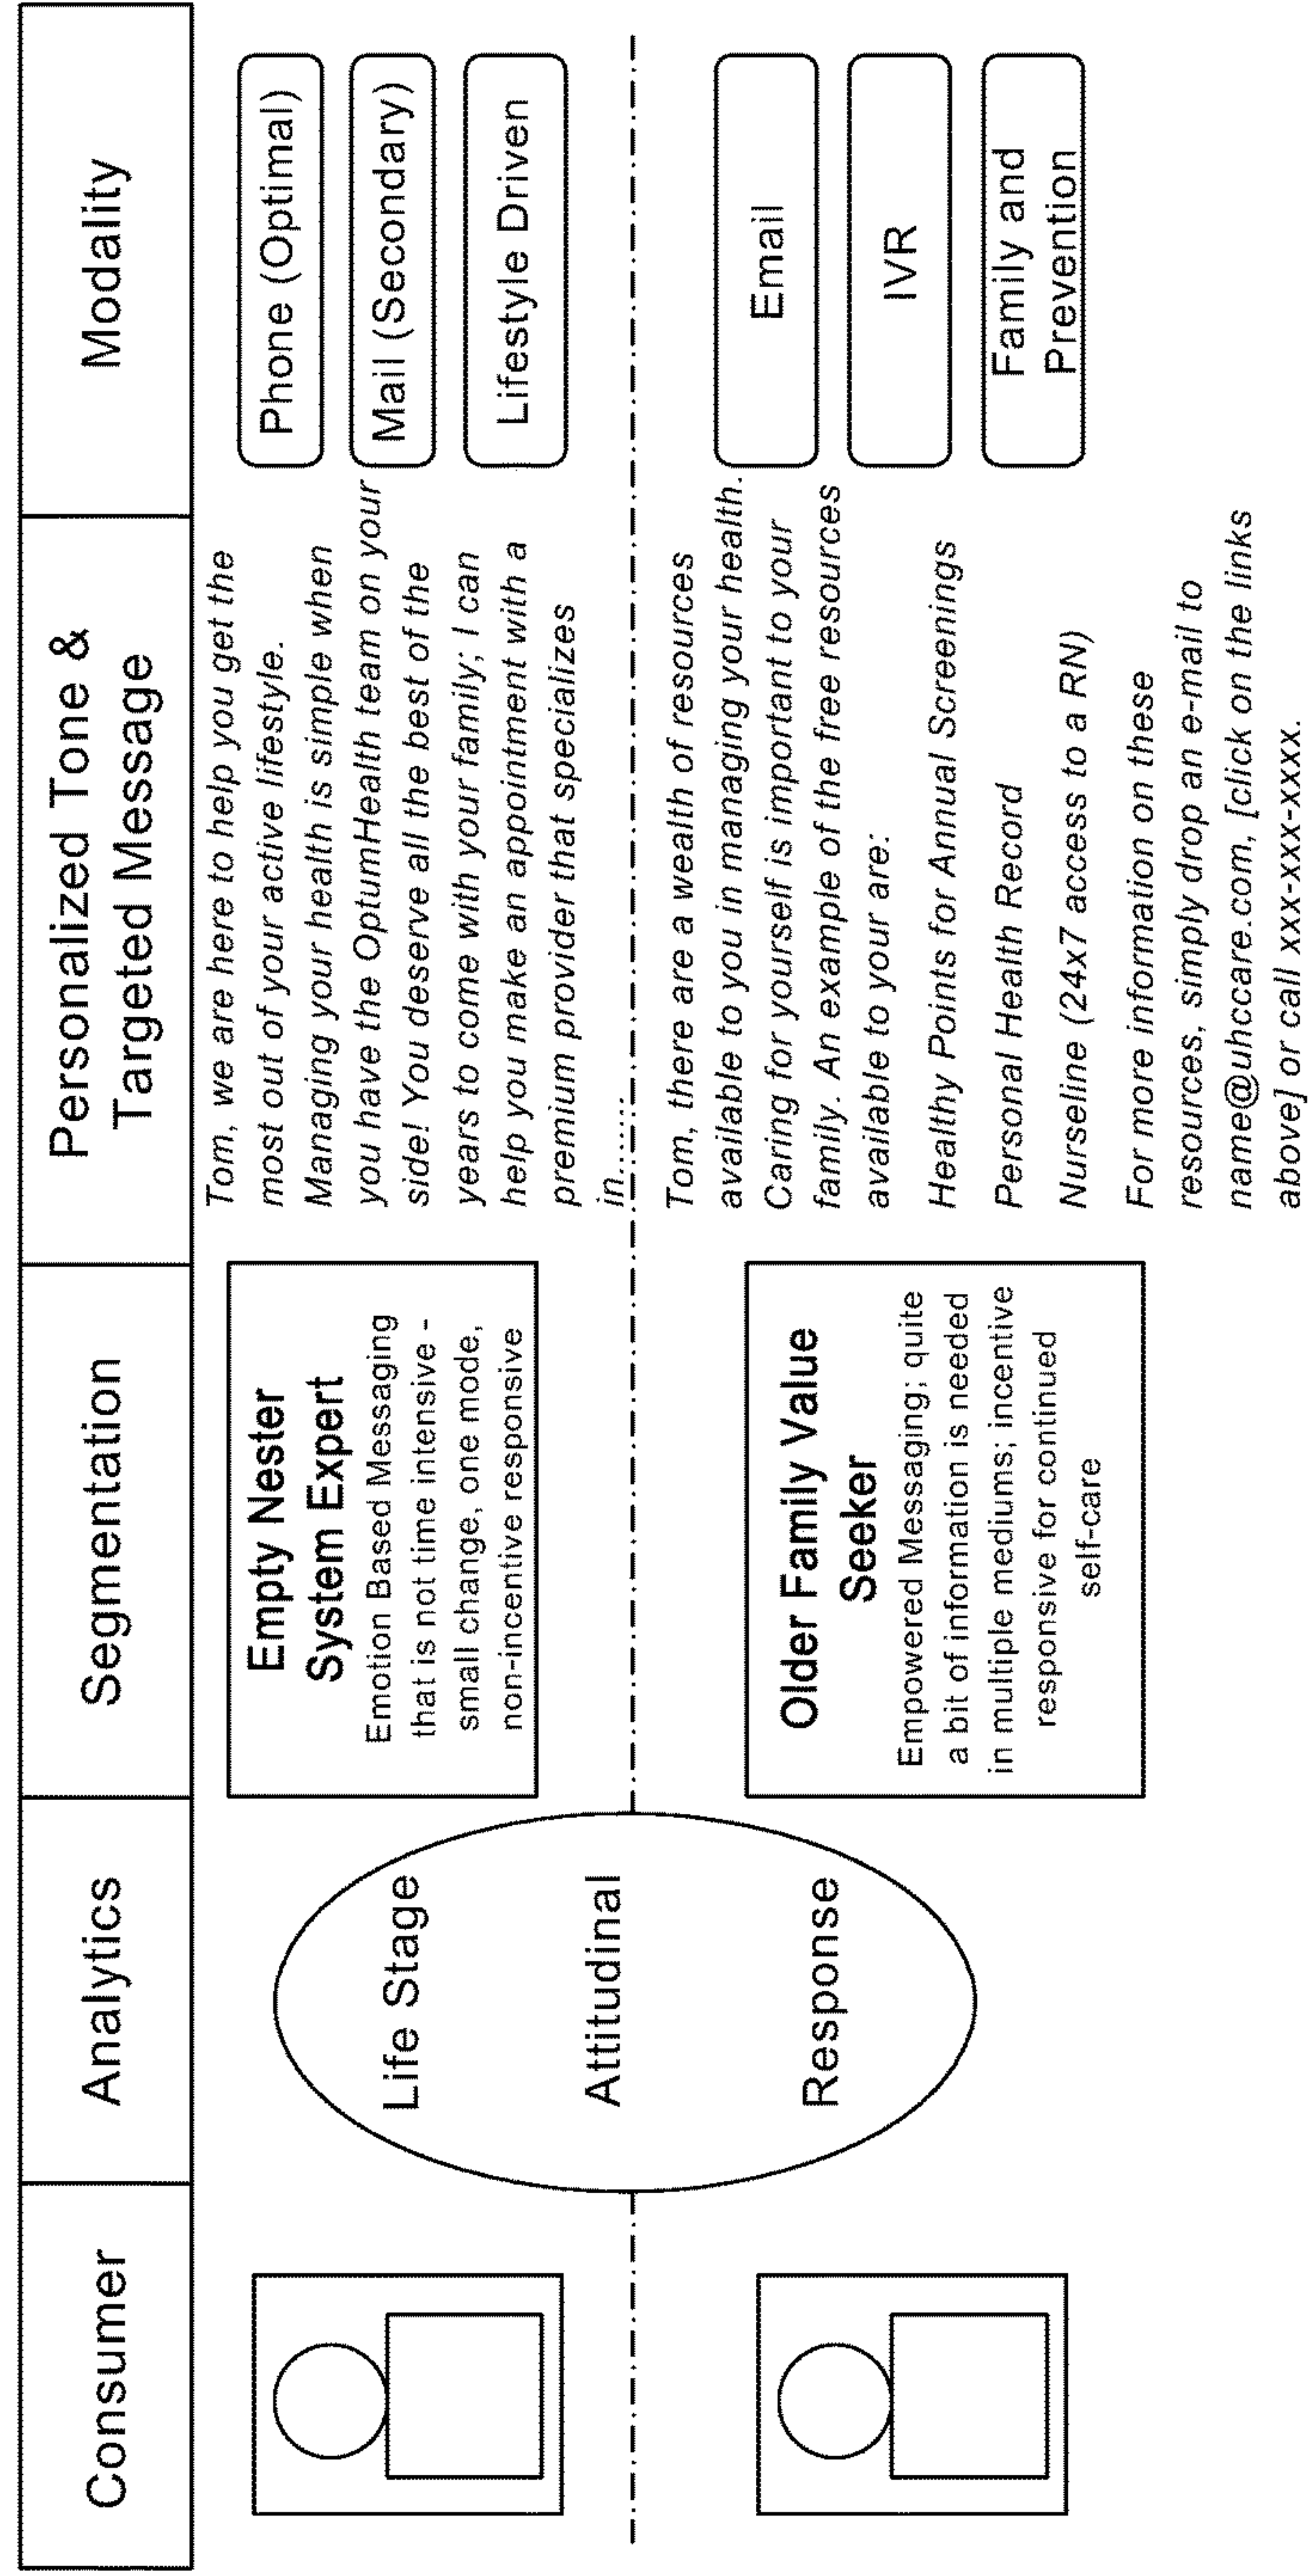 Consumer
Analytics
Segmentation
Personalized Tone &
Targeted Message
Modality
Life Stage
Attitudinal
Response
Empty Nester
System Expert
Emotion Based Messaging
that is not time intensive -
small change, one mode,
non-incentive responsive
Tom, we are here to help you get the
most out of your active lifestyle.
Managing your health is simple when
you have the OptumHealth team on your
side! You deserve all the best of the
years to come with your family; I can
help you make an appointment with a
premium provider that specializes
in......
Phone (Optimal)
Mail (Secondary)
Lifestyle Driven
Older Family Value
Seeker
Empowered Messaging; quite
a bit of information is needed
in multiple mediums; incentive
responsive for continued
self-care
Tom, there are a wealth of resources
available to you in managing your health.
Caring for yourself is important to your
family. An example of the free resources
available to your are:
Healthy Points for Annual Screenings
Personal Health Record
Nurseline (24x7 access to a RN)
For more information on these
resources, simply drop an e-mail to
name@uhccare.com, [click on the links
above] or call xxx-xxx-xxxx.
Email
IVR
Family and
Prevention